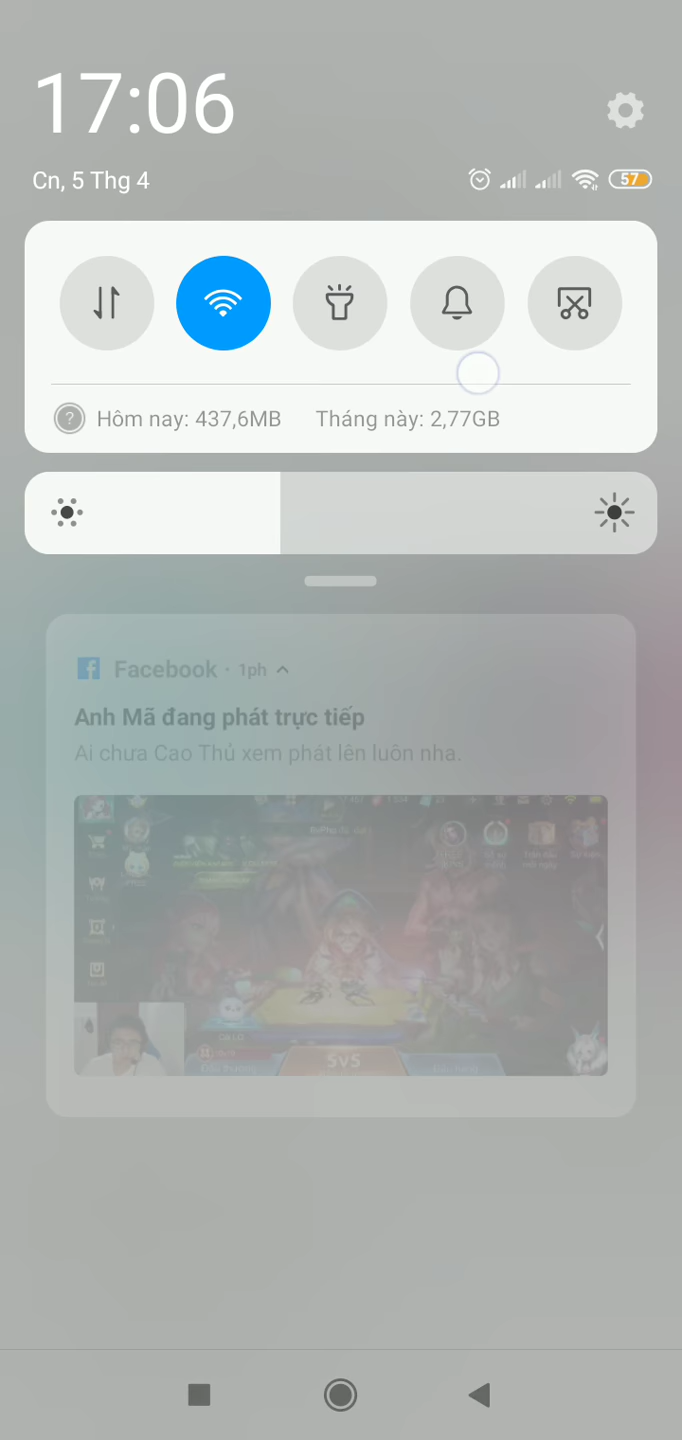 17:06
Cn, 5 Thg 4
57
Hôm nay: 437,6MB Tháng này: 2,77GB
Facebook · 1ph
Anh Mã đang phát trực tiếp
Ai chưa Cao Thủ xem phát lên luôn nha.
5v5